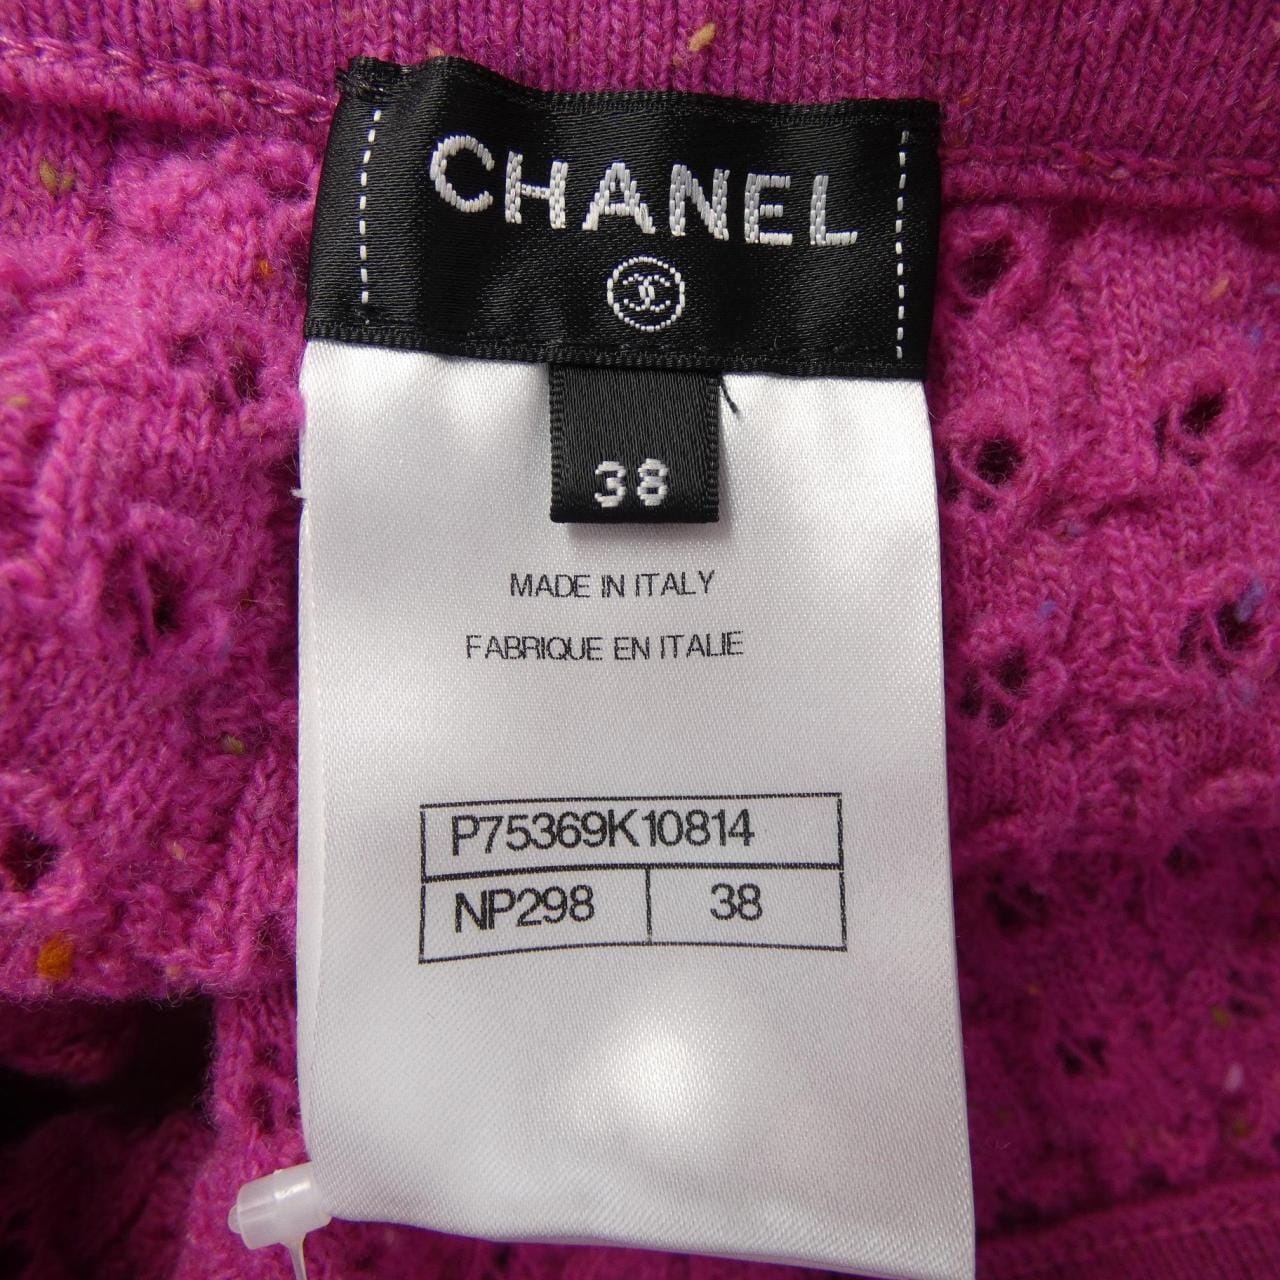 CHANEL
38
MADE IN ITALY
FABRIQUE EN ITALIE
P75369K10814
NP298 38